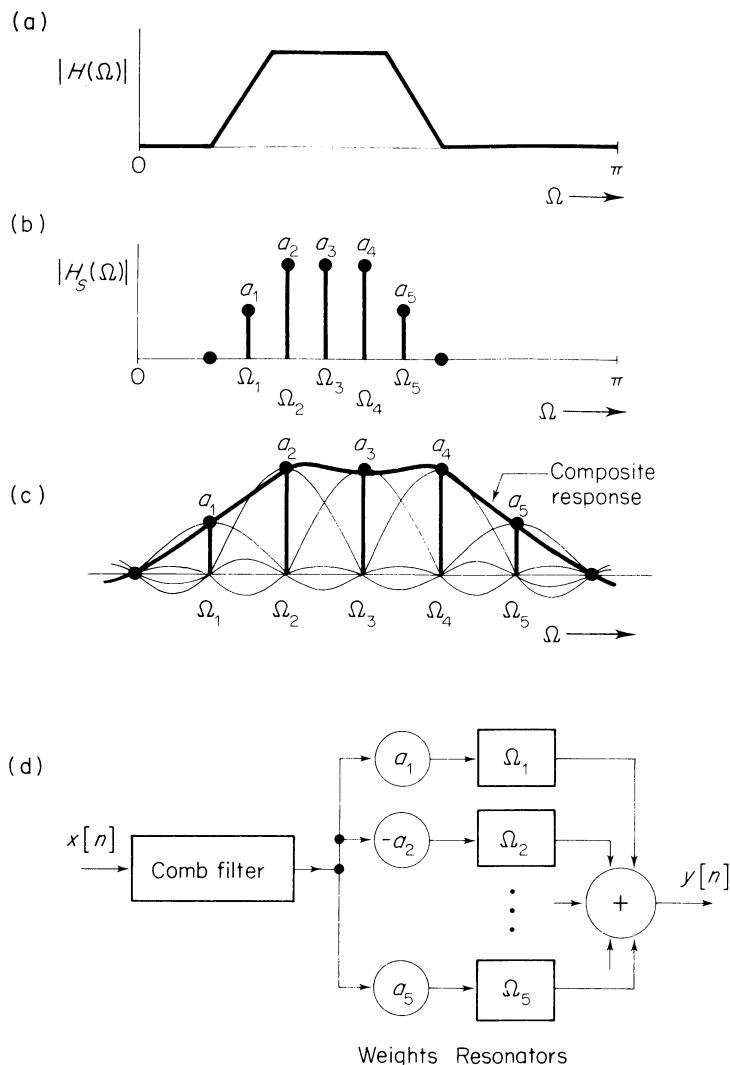 (a)
|H(Ω)|
0
π
Ω
(b)
|H_S(Ω)|
a₁
a₂
a₃
a₄
a₅
0
Ω₁
Ω₂
Ω₃
Ω₄
Ω₅
π
Ω
(c)
a₁
a₂
a₃
a₄
a₅
Composite
response
Ω₁
Ω₂
Ω₃
Ω₄
Ω₅
Ω
(d)
x[n]
Comb filter
a₁
Ω₁
-a₂
Ω₂
a₅
Ω₅
+
y[n]
Weights Resonators